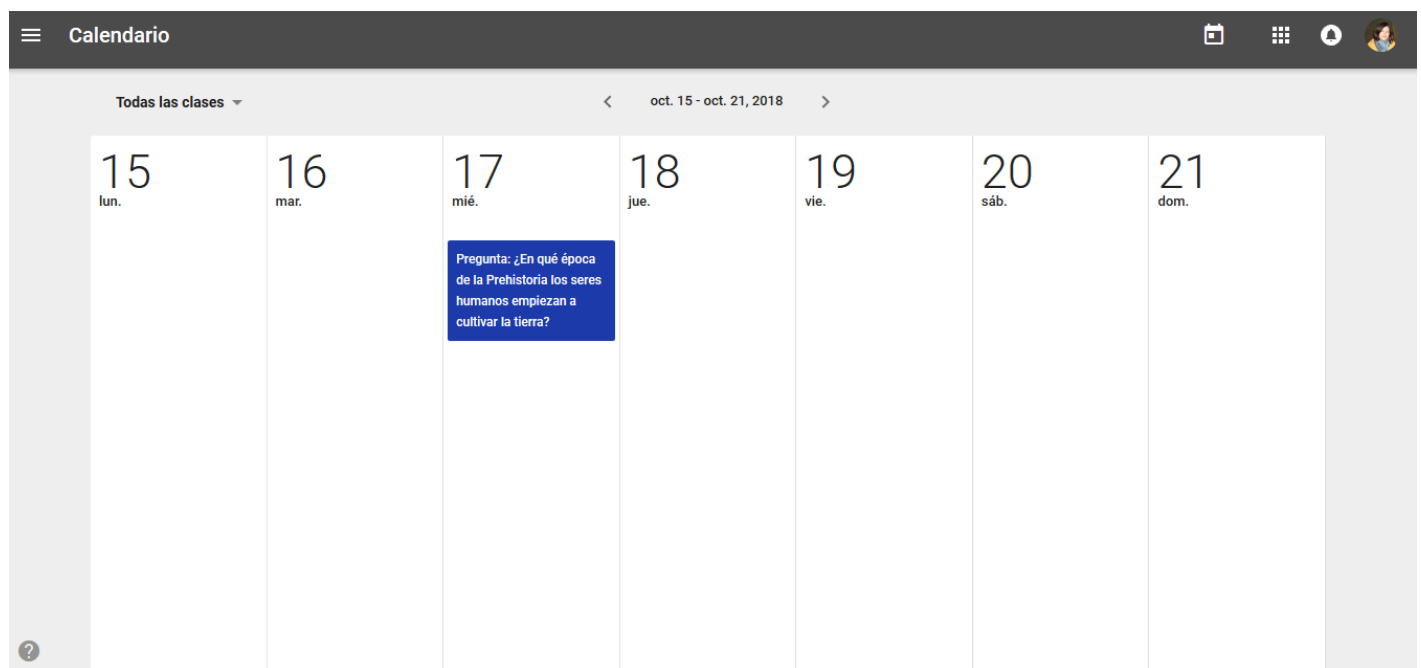 Calendario
Todas las clases
oct. 15 - oct. 21, 2018
15
lun.
16
mar.
17
mié.
18
jue.
19
vie.
20
sáb.
21
dom.
Pregunta: ¿En qué época
de la Prehistoria los seres
humanos empiezan a
cultivar la tierra?